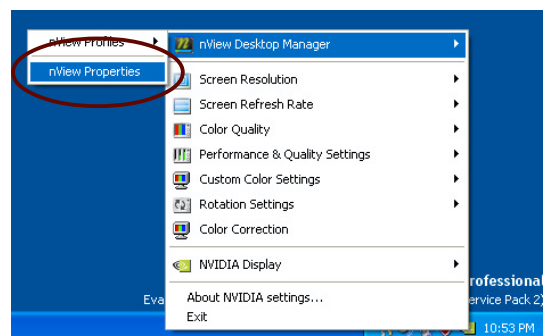 nView Profiles
nView Properties
nView Desktop Manager
Screen Resolution
Screen Refresh Rate
Color Quality
Performance & Quality Settings
Custom Color Settings
Rotation Settings
Color Correction
NVIDIA Display
About NVIDIA settings...
Exit
rofessional
Eva
ervice Pack 2)
10:53 PM